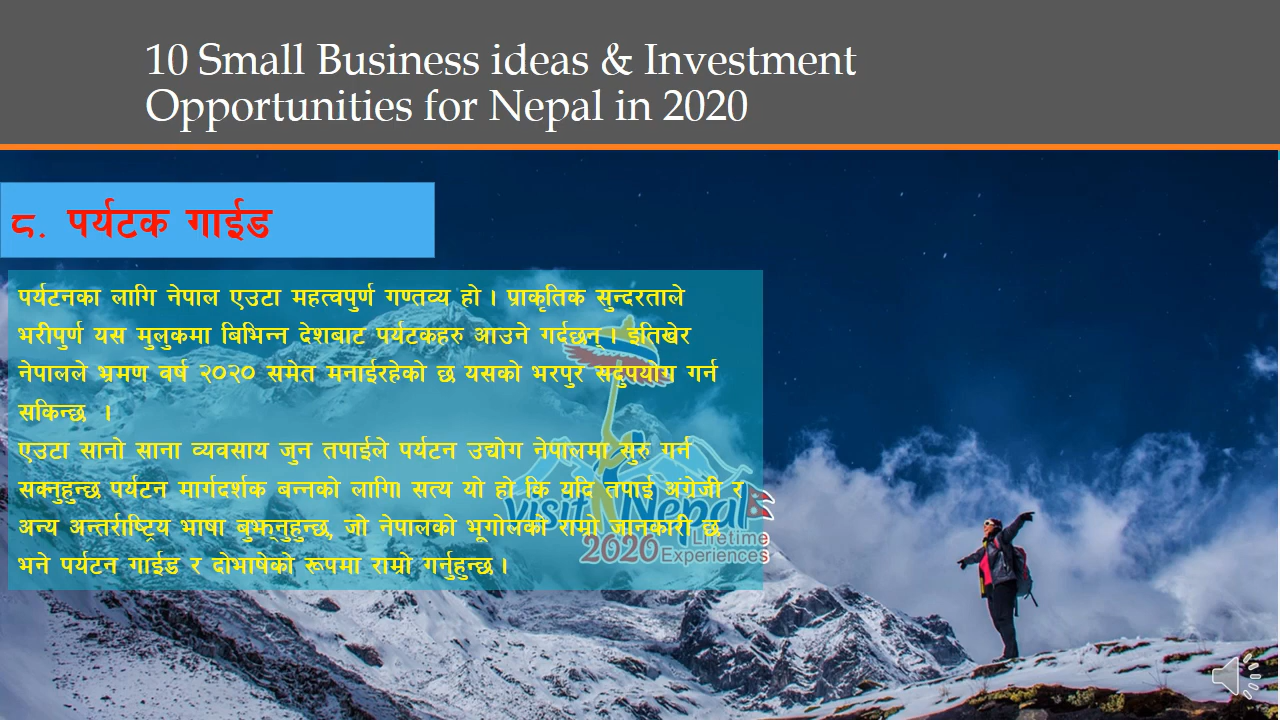 10 Small Business ideas & Investment
Opportunities for Nepal in 2020
८. पर्यटक गाईड
पर्यटनका लागि नेपाल एउटा महत्वपुर्ण गण्तव्य हो । प्राकृतिक सुन्दरताले
भरीपुर्ण यस मुलुकमा बिभिन्न देशबाट पर्यटकहरु आउने गर्दछन् । इतिखेर
नेपालले भ्रमण वर्ष २०२० समेत मनाईरहेको छ यसको भरपुर सदुपयोग गर्न
सकिन्छ ।
एउटा सानो साना व्यवसाय जुन तपाईले पर्यटन उद्योग नेपालमा सुरु गर्न
सक्नुहुन्छ पर्यटन मार्गदर्शक बन्नको लागि। सत्य यो हो कि यदि तपाई अंग्रेजी र
अन्य अन्तर्राष्ट्रिय भाषा बुझ्नुहुन्छ, जो नेपालको भूगोलको रामो जानकारी छ
भने पर्यटन गाईड र दोभाषेको रूपमा राम्रो गर्नुहुन्छ।
visit Nepal
2020 Lifetime
Experiences